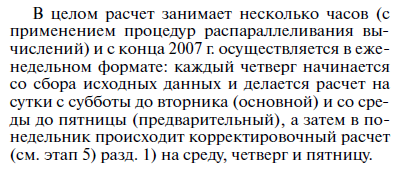 В целом расчет занимает несколько часов (с
применением процедур распараллеливания вы-
числений) и с конца 2007 г. осуществляется в еже-
недельном формате: каждый четверг начинается
со сбора исходных данных и делается расчет на
сутки с субботы до вторника (основной) и со сре-
ды до пятницы (предварительный), а затем в по-
недельник происходит корректировочный расчет
(см. этап 5) разд. 1) на среду, четверг и пятницу.